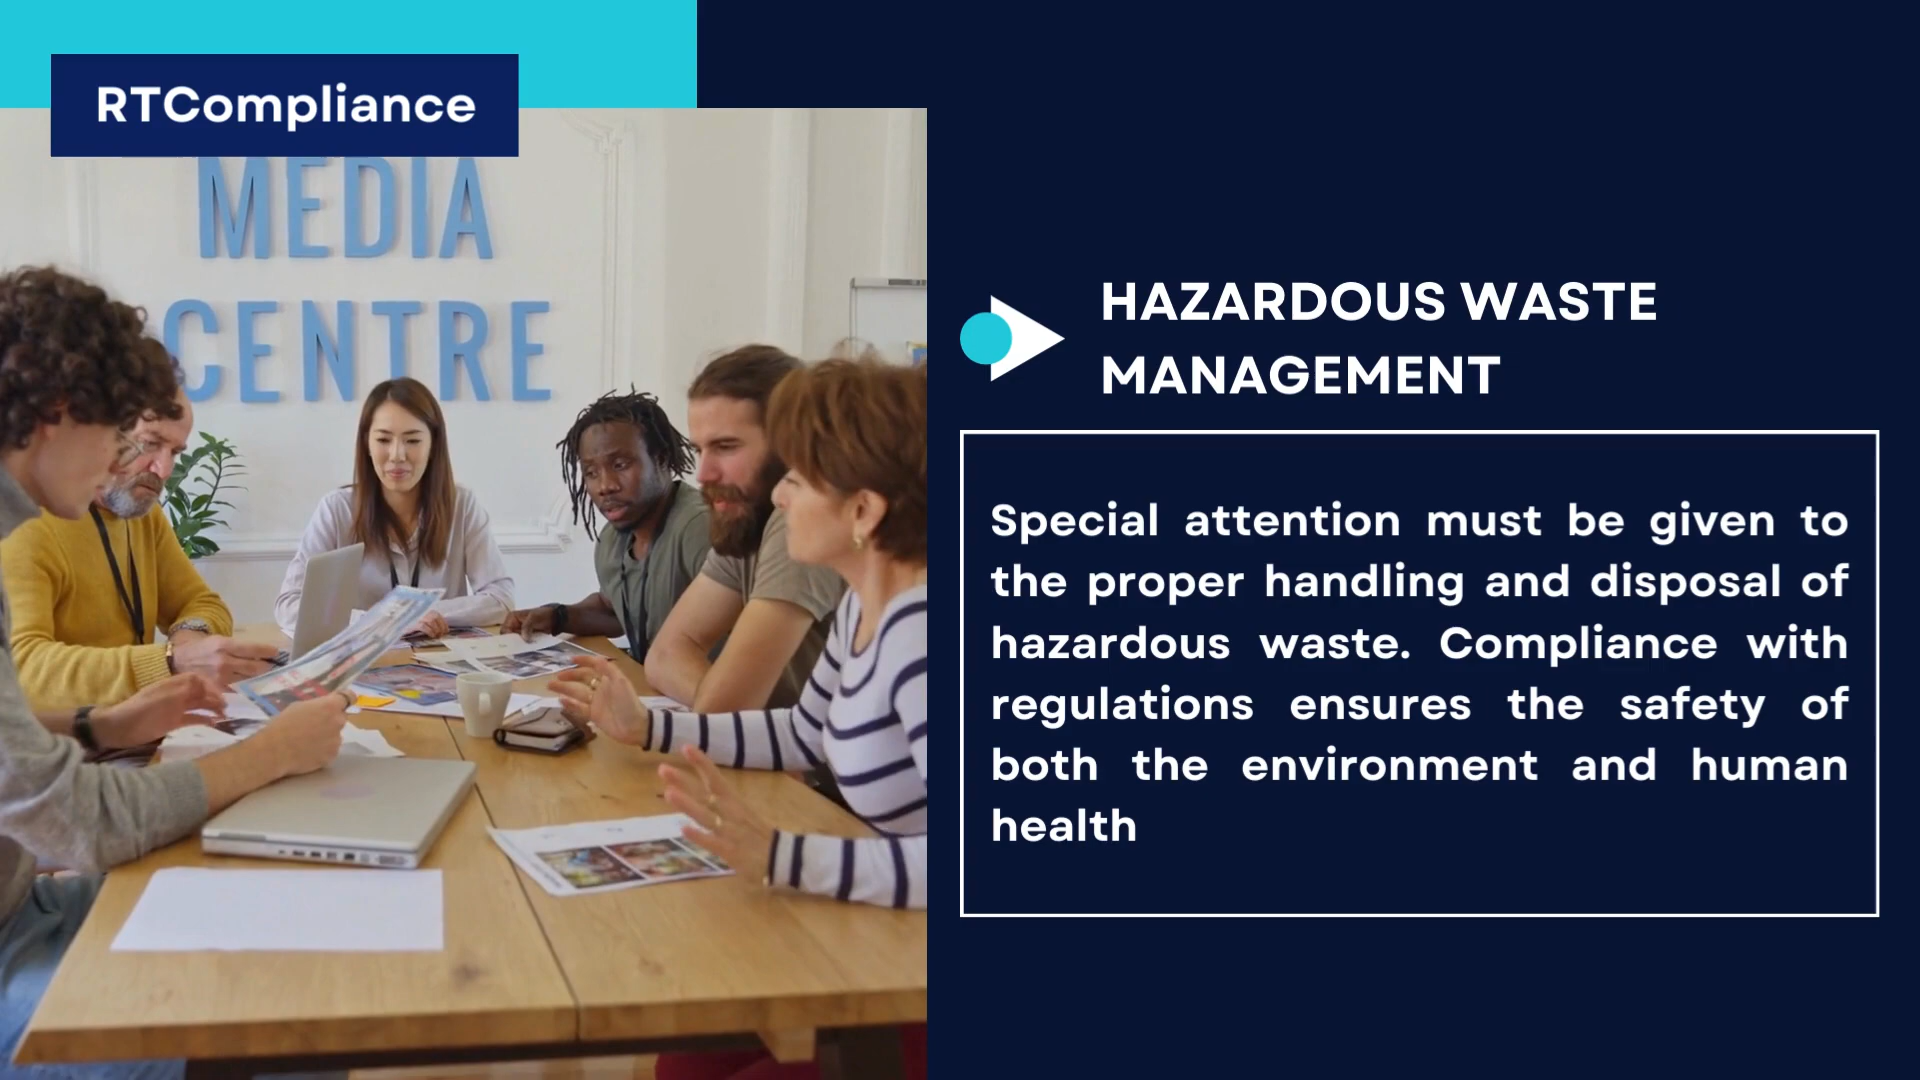 RTCompliance
MEDIA
CENTRE
HAZARDOUS WASTE
MANAGEMENT
Special attention must be given to
the proper handling and disposal of
hazardous waste. Compliance with
regulations ensures the safety of
both the environment and human
health